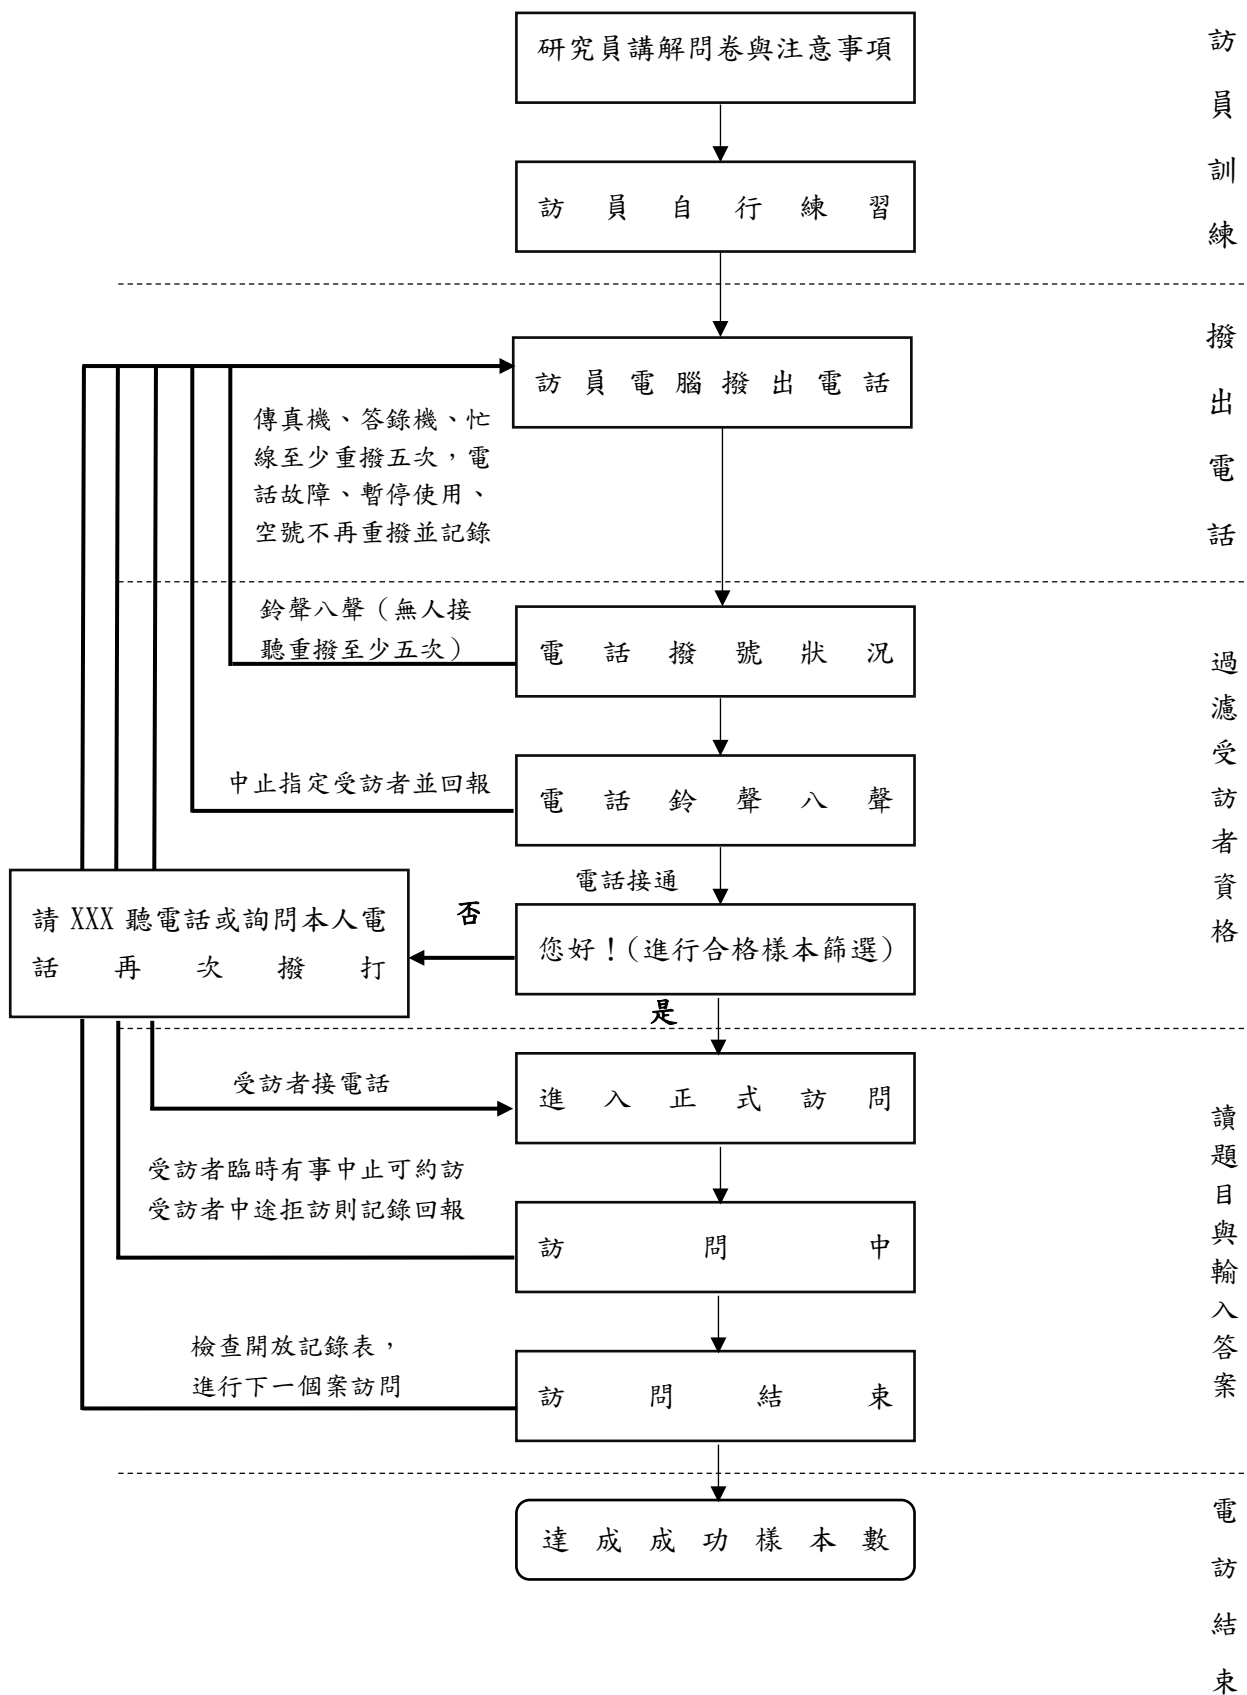 研究員講解問卷與注意事項
訪員自行練習
訪員訓練
訪員電腦撥出電話
傳真機、答錄機、忙
線至少重撥五次，電
話故障、暫停使用、
空號不再重撥並記錄
撥出電話
鈴聲八聲（無人接
聽重撥至少五次）
電話撥號狀況
中止指定受訪者並回報
電話鈴聲八聲
電話接通
請 XXX 聽電話或詢問本人電
話再次撥打
否
您好！(進行合格樣本篩選)
是
過濾受訪者資格
受訪者接電話
進入正式訪問
受訪者臨時有事中止可約訪
受訪者中途拒訪則記錄回報
訪問中
檢查開放記錄表，
進行下一個案訪問
訪問結束
讀題目與輸入答案
達成成功樣本數
電訪結束